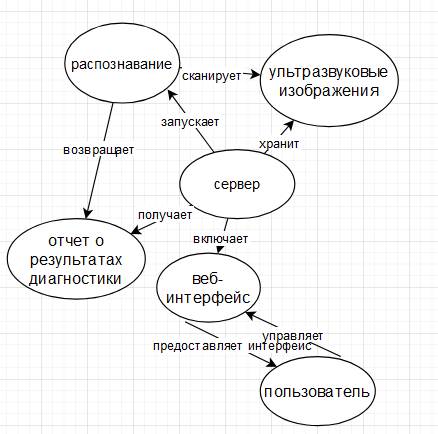 распознавание
сканирует
ультразвуковые
изображения
запускает
хранит
возвращает
сервер
получает
отчет о
результатах
диагностики
включает
веб-
интерфейс
управляет
предоставляет интерфейс
пользователь